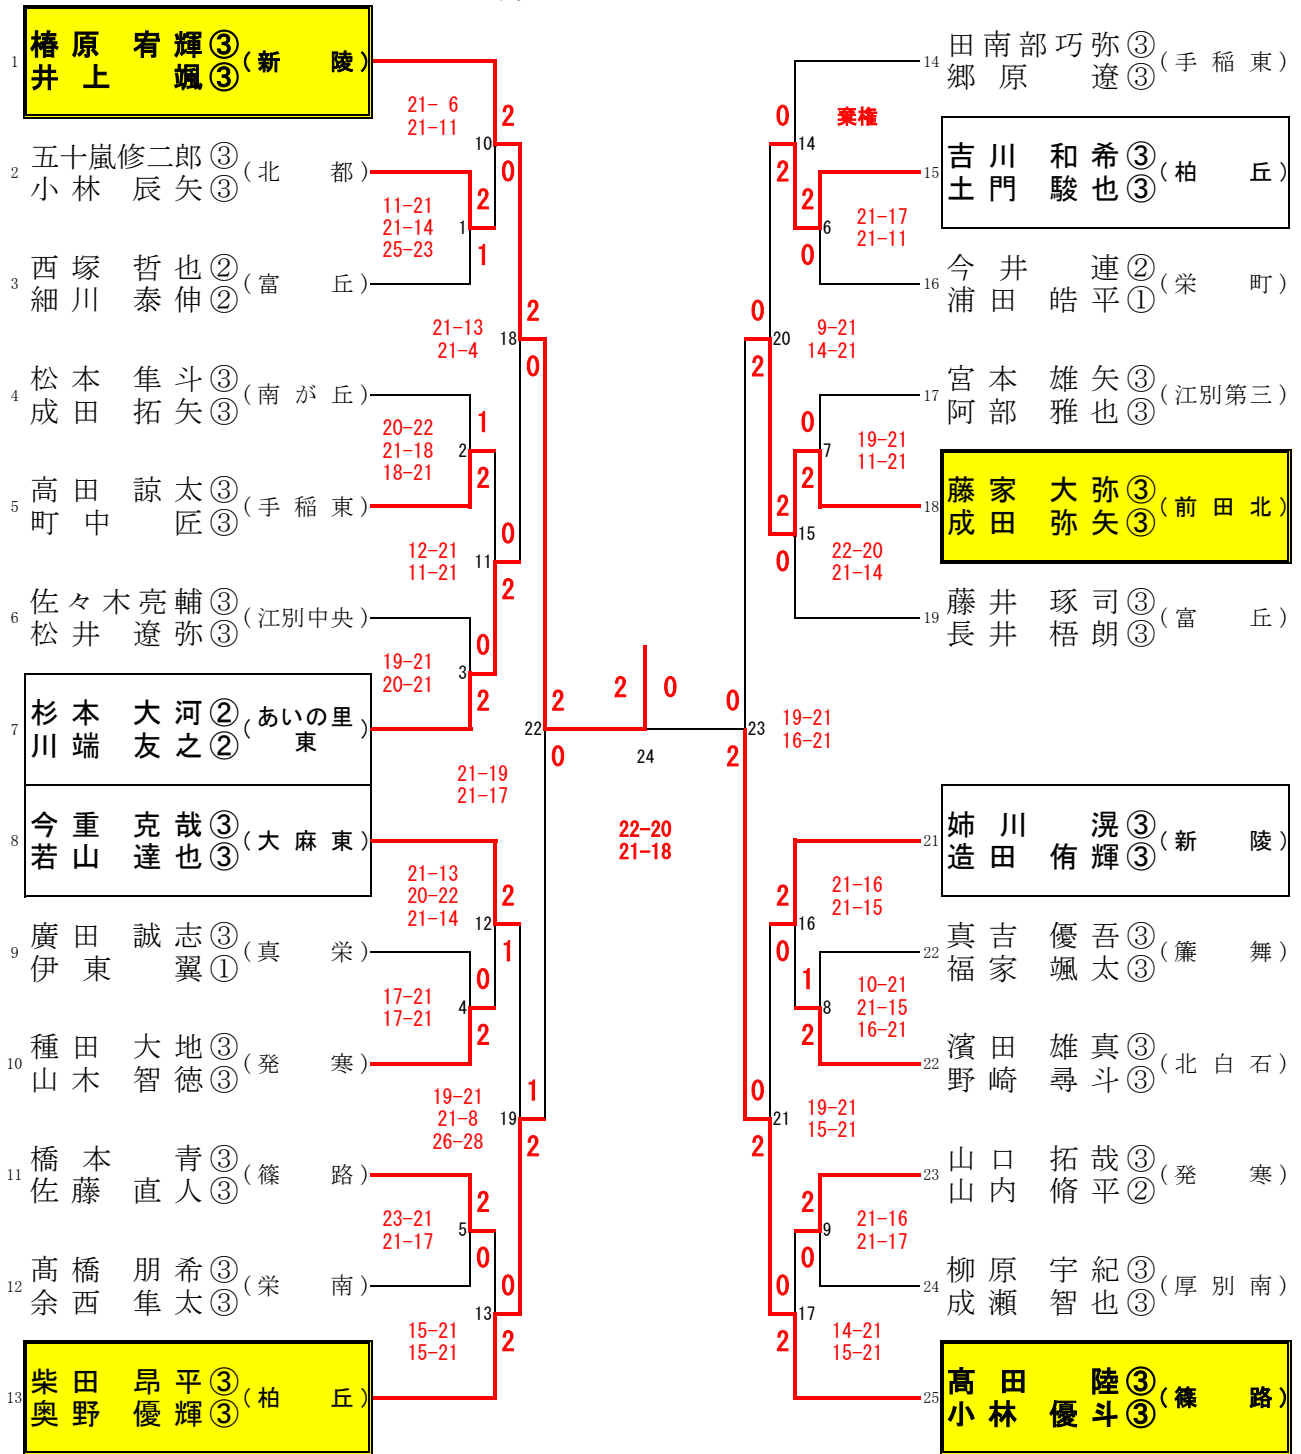 1 椿原 宥輝③ (新 陵)
井上 颯③
2 五十嵐修二郎③ (北 都)
小林 辰矢③
3 西塚 哲也② (富 丘)
細川 泰伸②
4 松本 隼斗③ (南が丘)
成田 拓矢③
5 高田 諒太③ (手稲東)
町中 匠③
6 佐々木亮輔③ (江別中央)
松井 遼弥③
7 杉本 大河② (あいの里東)
川端 友之②
8 今重 克哉③ (大麻東)
若山 達也③
9 廣田 誠志③ (真 栄)
伊東 翼①
10 種田 大地③ (発 寒)
山木 智徳③
11 橋本 青③ (篠 路)
佐藤 直人③
12 髙橋 朋希③ (栄 南)
余西 隼太③
13 柴田 昂平③ (柏 丘)
奥野 優輝③
21- 6
21-11
10
2
0
11-21
21-14
25-23
1
2
1
21-13
21-4
18
2
0
20-22
21-18
18-21
2
1
2
12-21
11-21
11
0
2
19-21
20-21
3
0
2
21-19
21-17
22
2
0
21-13
20-22
21-14
12
2
1
17-21
17-21
4
0
2
19-21
21-8
26-28
19
1
2
23-21
21-17
5
2
0
15-21
15-21
13
0
2
2 0
24
22-20
21-18
14 田南部巧弥③ (手稲東)
郷原 遼③
15 吉川 和希③ (柏 丘)
土門 駿也③
16 今井 連② (栄 町)
浦田 皓平①
17 宮本 雄矢③ (江別第三)
阿部 雅也③
18 藤家 大弥③ (前田北)
成田 弥矢③
19 藤井 琢司③ (富 丘)
長井 梧朗③
21 姉川 滉③ (新 陵)
造田 侑輝③
22 真吉 優吾③ (簾 舞)
福家 颯太③
22 濱田 雄真③ (北白石)
野崎 尋斗③
23 山口 拓哉③ (発 寒)
山内 脩平②
24 柳原 宇紀③ (厚別南)
成瀬 智也③
25 髙田 陸③ (篠 路)
小林 優斗③
棄権
14
0
2
21-17
21-11
6
2
0
9-21
14-21
20
0
2
19-21
11-21
7
0
2
22-20
21-14
15
2
0
19-21
16-21
23
0
2
21-16
21-15
16
2
0
10-21
21-15
16-21
8
1
2
19-21
15-21
21
0
2
21-16
21-17
9
2
0
14-21
15-21
17
0
2